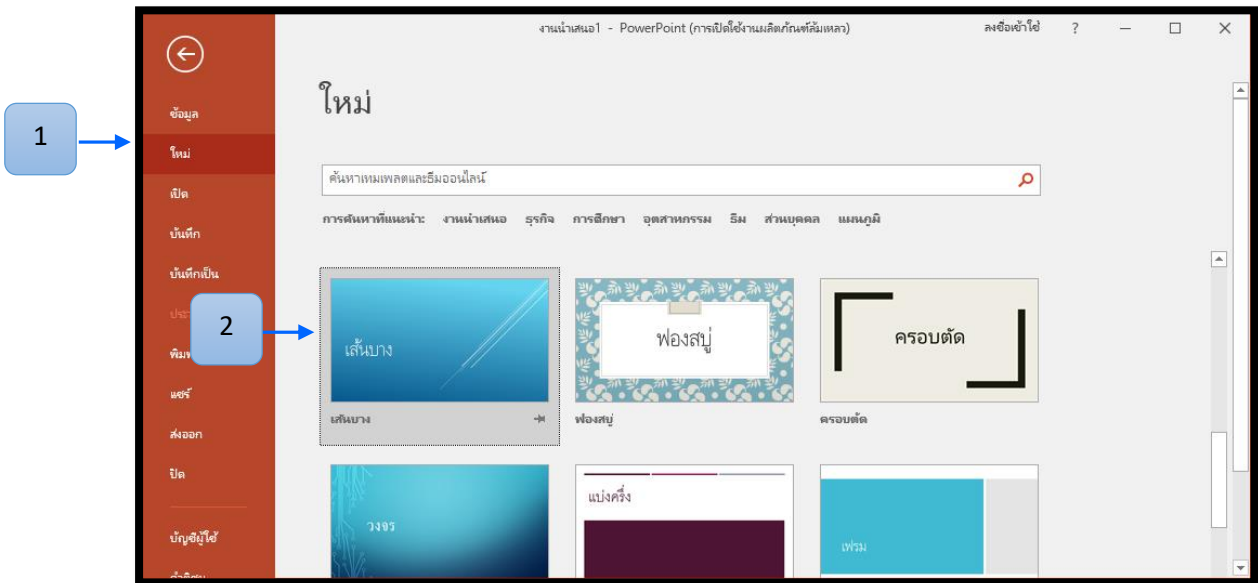 งานนำเสนอ1 - PowerPoint (การเปิดใช้งานผลิตภัณฑ์ล้มเหลว)
ลงชื่อเข้าใช้ ?
ใหม่
ข้อมูล
1
ใหม่
ค้นหาเทมเพลตและธีมออนไลน์
เปิด
การค้นหาที่แนะนำ: งานนำเสนอ ธุรกิจ การศึกษา อุตสาหกรรม ธีม ส่วนบุคคล แผนภูมิ
บันทึก
บันทึกเป็น
2
พิมพ์
แชร์
ส่งออก
ปิด
บัญชีผู้ใช้
เส้นบาง
ฟองสบู่
ครอบตัด
เส้นบาง
ฟองสบู่
ครอบตัด
วงจร
แบ่งครึ่ง
เฟรม